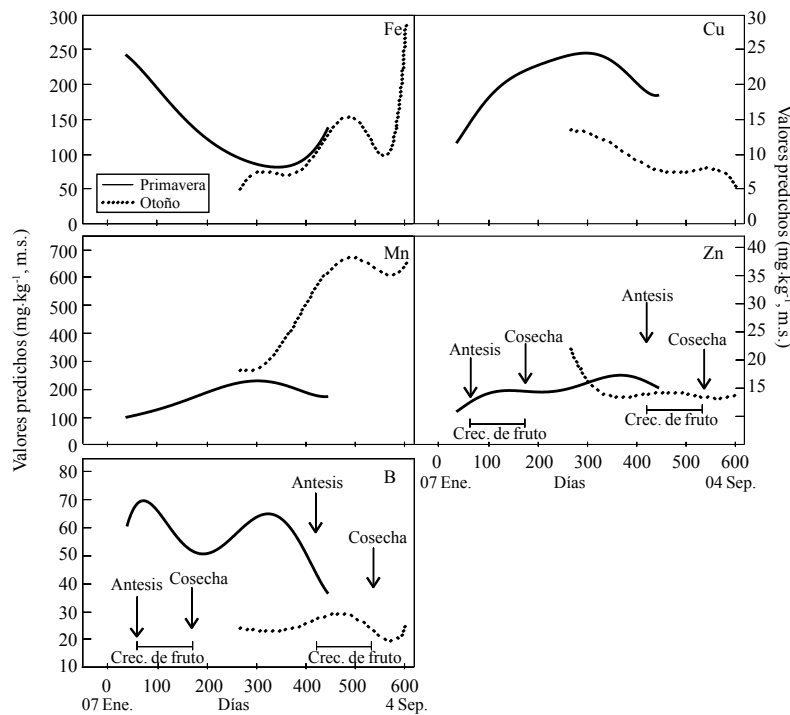 Fe
300
250
200
150
100
50
0
Primavera
Otoño
Cu
30
25
20
15
10
5
0
Mn
700
600
500
400
300
200
100
0
Zn
40
35
30
25
20
15
Antesis
Cosecha
Antesis
Cosecha
Crec. de fruto
Crec. de fruto
0 100 200 300 400 500 600
07 Ene. Días 04 Sep.
B
80
70
60
50
40
30
20
10
Antesis
Cosecha
Antesis
Cosecha
Crec. de fruto
Crec. de fruto
0 100 200 300 400 500 600
07 Ene. Días 4 Sep.
Valores predichos (mg·kg⁻¹, m.s.)
Valores predichos (mg·kg⁻¹, m.s.)